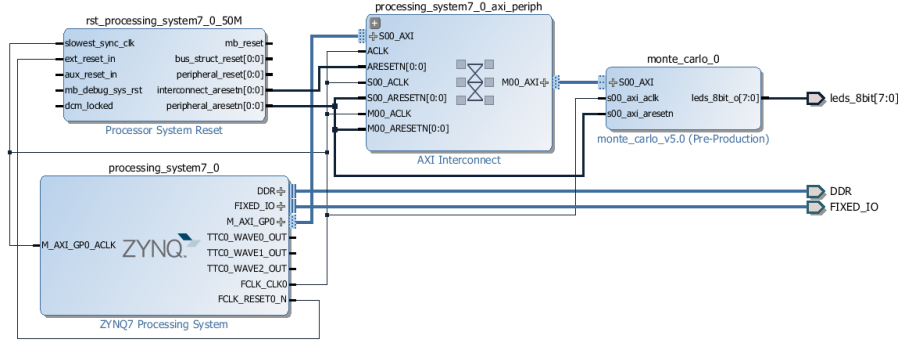 rst_processing_system7_0_50M
slowest_sync_clk
ext_reset_in
aux_reset_in
mb_debug_sys_rst
dcm_locked
mb_reset
bus_struct_reset[0:0]
peripheral_reset[0:0]
interconnect_aresetn[0:0]
peripheral_aresetn[0:0]
Processor System Reset
processing_system7_0_axi_periph
S00_AXI
ACLK
ARESETN[0:0]
S00_ACLK
S00_ARESETN[0:0]
M00_ACLK
M00_ARESETN[0:0]
M00_AXI
AXI Interconnect
monte_carlo_0
S00_AXI
s00_axi_aclk
s00_axi_aresetn
leds_8bit_o[7:0]
monte_carlo_v5.0 (Pre-Production)
leds_8bit[7:0]
processing_system7_0
M_AXI_GP0_ACLK
ZYNQ
DDR
FIXED_IO
M_AXI_GP0
TTC0_WAVE0_OUT
TTC0_WAVE1_OUT
TTC0_WAVE2_OUT
FCLK_CLK0
FCLK_RESET0_N
ZYNQ7 Processing System
DDR
FIXED_IO